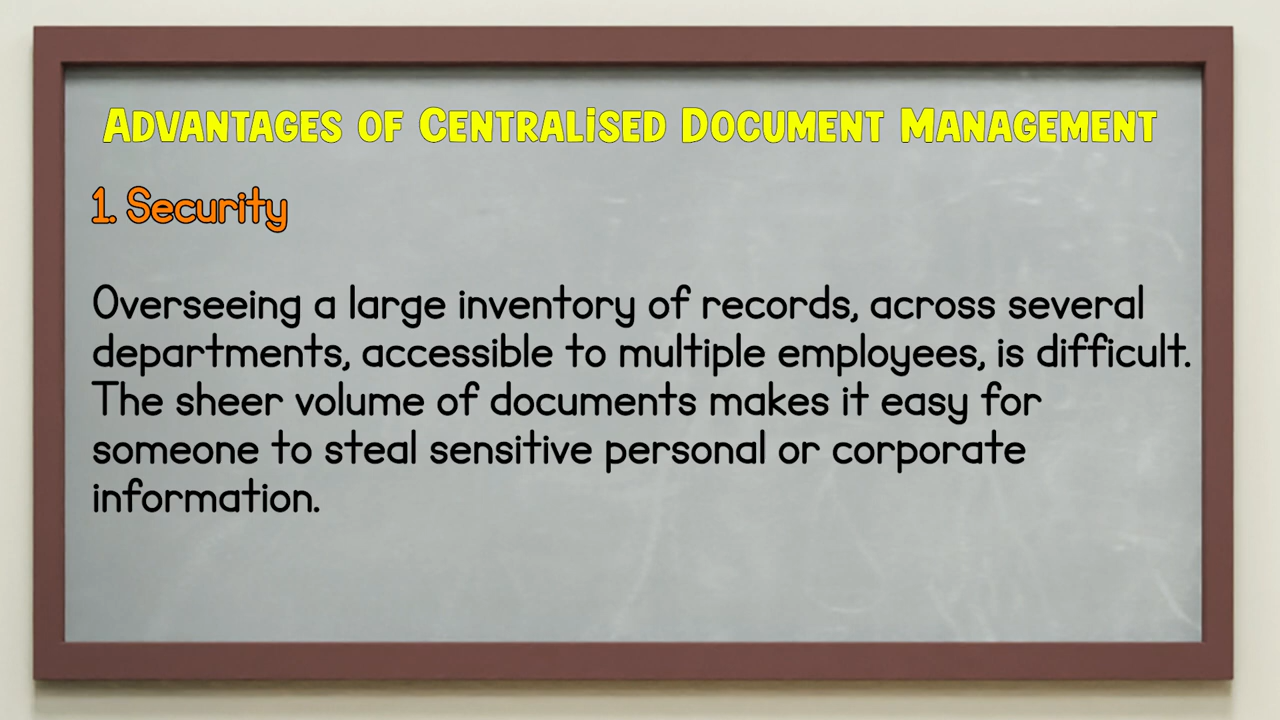 Advantages of Centralised Document Management
1. Security
Overseeing a large inventory of records, across several
departments, accessible to multiple employees, is difficult.
The sheer volume of documents makes it easy for
someone to steal sensitive personal or corporate
information.